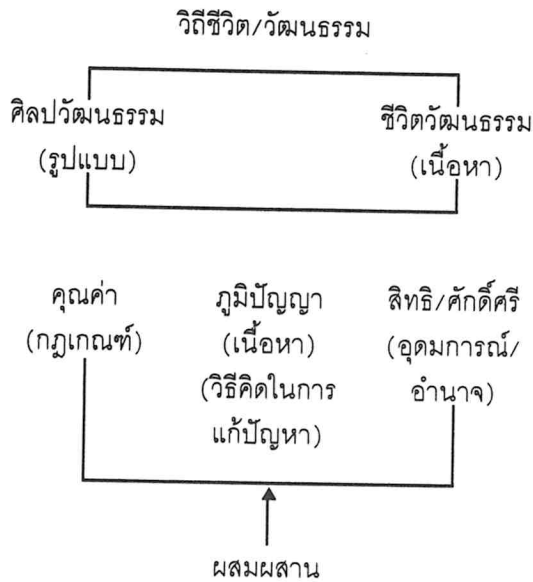 วิถีชีวิต/วัฒนธรรม
ศิลปวัฒนธรรม ชีวิตวัฒนธรรม
(รูปแบบ) (เนื้อหา)
คุณค่า ภูมิปัญญา สิทธิ/ศักดิ์ศรี
(กฎเกณฑ์) (เนื้อหา) (อุดมการณ์/
(วิธีคิดในการ อำนาจ)
แก้ปัญหา)
ผสมผสาน